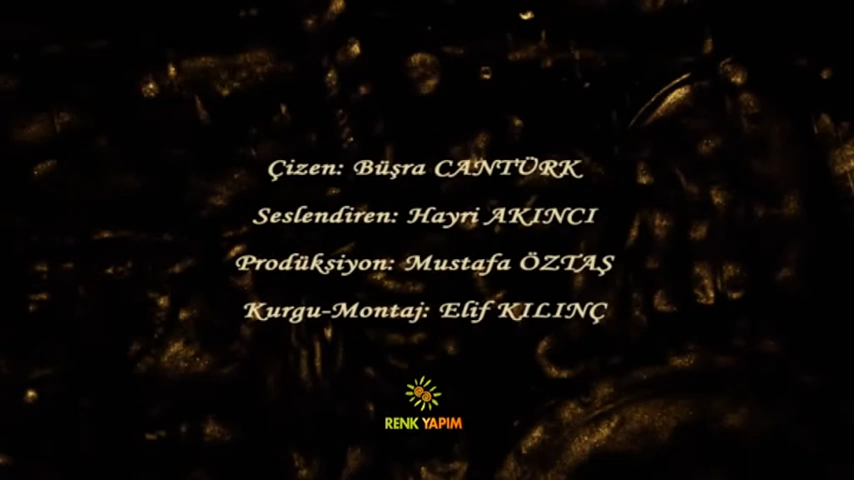 Çizen: Büşra CANTÜRK
Seslendiren: Hayri AKINCI
Prodüksiyon: Mustafa ÖZTAŞ
Kurgu-Montaj: Elif KILINÇ
RENK YAPIM